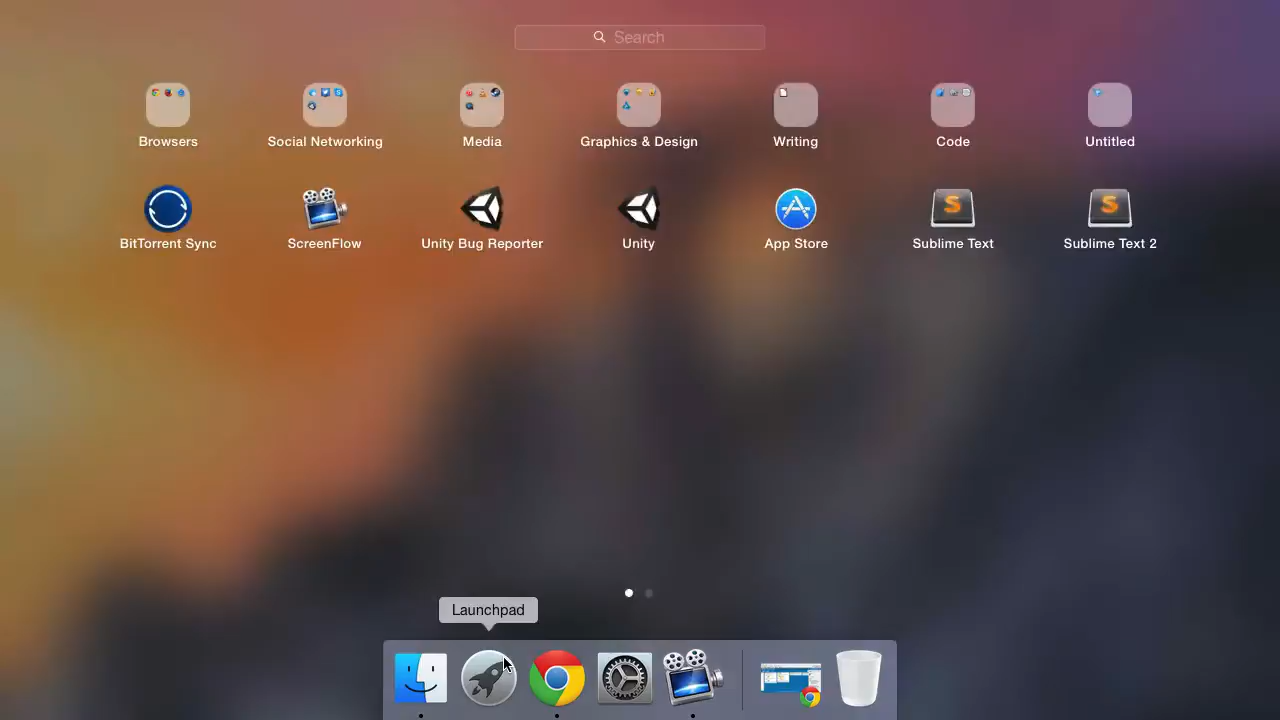 Search
Browsers
Social Networking
Media
Graphics & Design
Writing
Code
Untitled
BitTorrent Sync
ScreenFlow
Unity Bug Reporter
Unity
App Store
Sublime Text
Sublime Text 2
Launchpad